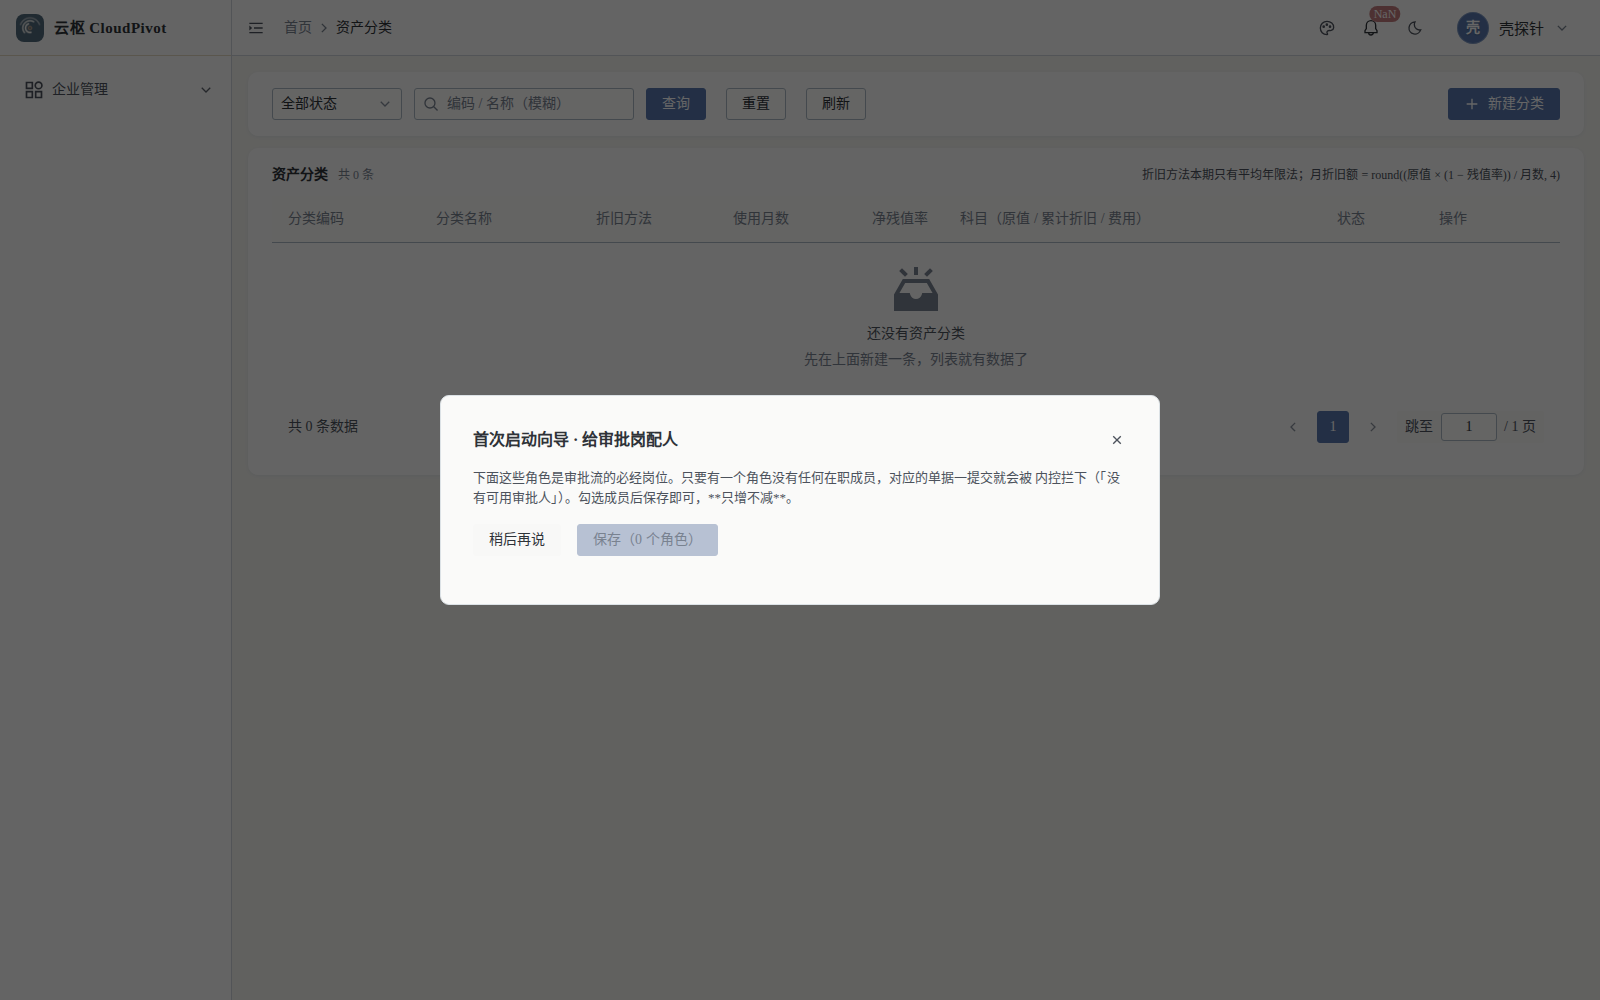 云枢 CloudPivot
首页 > 资产分类
NaN
壳 壳探针
企业管理
全部状态
编码 / 名称（模糊）
查询
重置
刷新
+ 新建分类
资产分类 共 0 条
折旧方法本期只有平均年限法；月折旧额 = round((原值 × (1 − 残值率)) / 月数, 4)
分类编码 分类名称 折旧方法 使用月数 净残值率 科目（原值 / 累计折旧 / 费用） 状态 操作
还没有资产分类
先在上面新建一条，列表就有数据了
共 0 条数据
1
跳至 1 / 1 页
首次启动向导 · 给审批岗配人
下面这些角色是审批流的必经岗位。只要有一个角色没有任何在职成员，对应的单据一提交就会被 内控拦下（「没
有可用审批人」）。勾选成员后保存即可，**只增不减**。
稍后再说
保存（0 个角色）